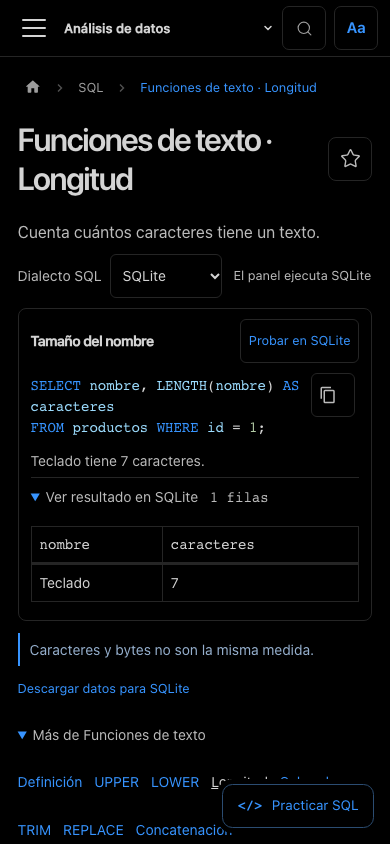 Análisis de datos
Aa
SQL
Funciones de texto · Longitud
Funciones de texto ·
Longitud
Cuenta cuántos caracteres tiene un texto.
Dialecto SQL SQLite El panel ejecuta SQLite
Tamaño del nombre Probar en SQLite
SELECT nombre, LENGTH(nombre) AS
caracteres
FROM productos WHERE id = 1;
Teclado tiene 7 caracteres.
Ver resultado en SQLite 1 filas
nombre caracteres
Teclado 7
Caracteres y bytes no son la misma medida.
Descargar datos para SQLite
Más de Funciones de texto
Definición UPPER LOWER
</> Practicar SQL
TRIM REPLACE Concatenación